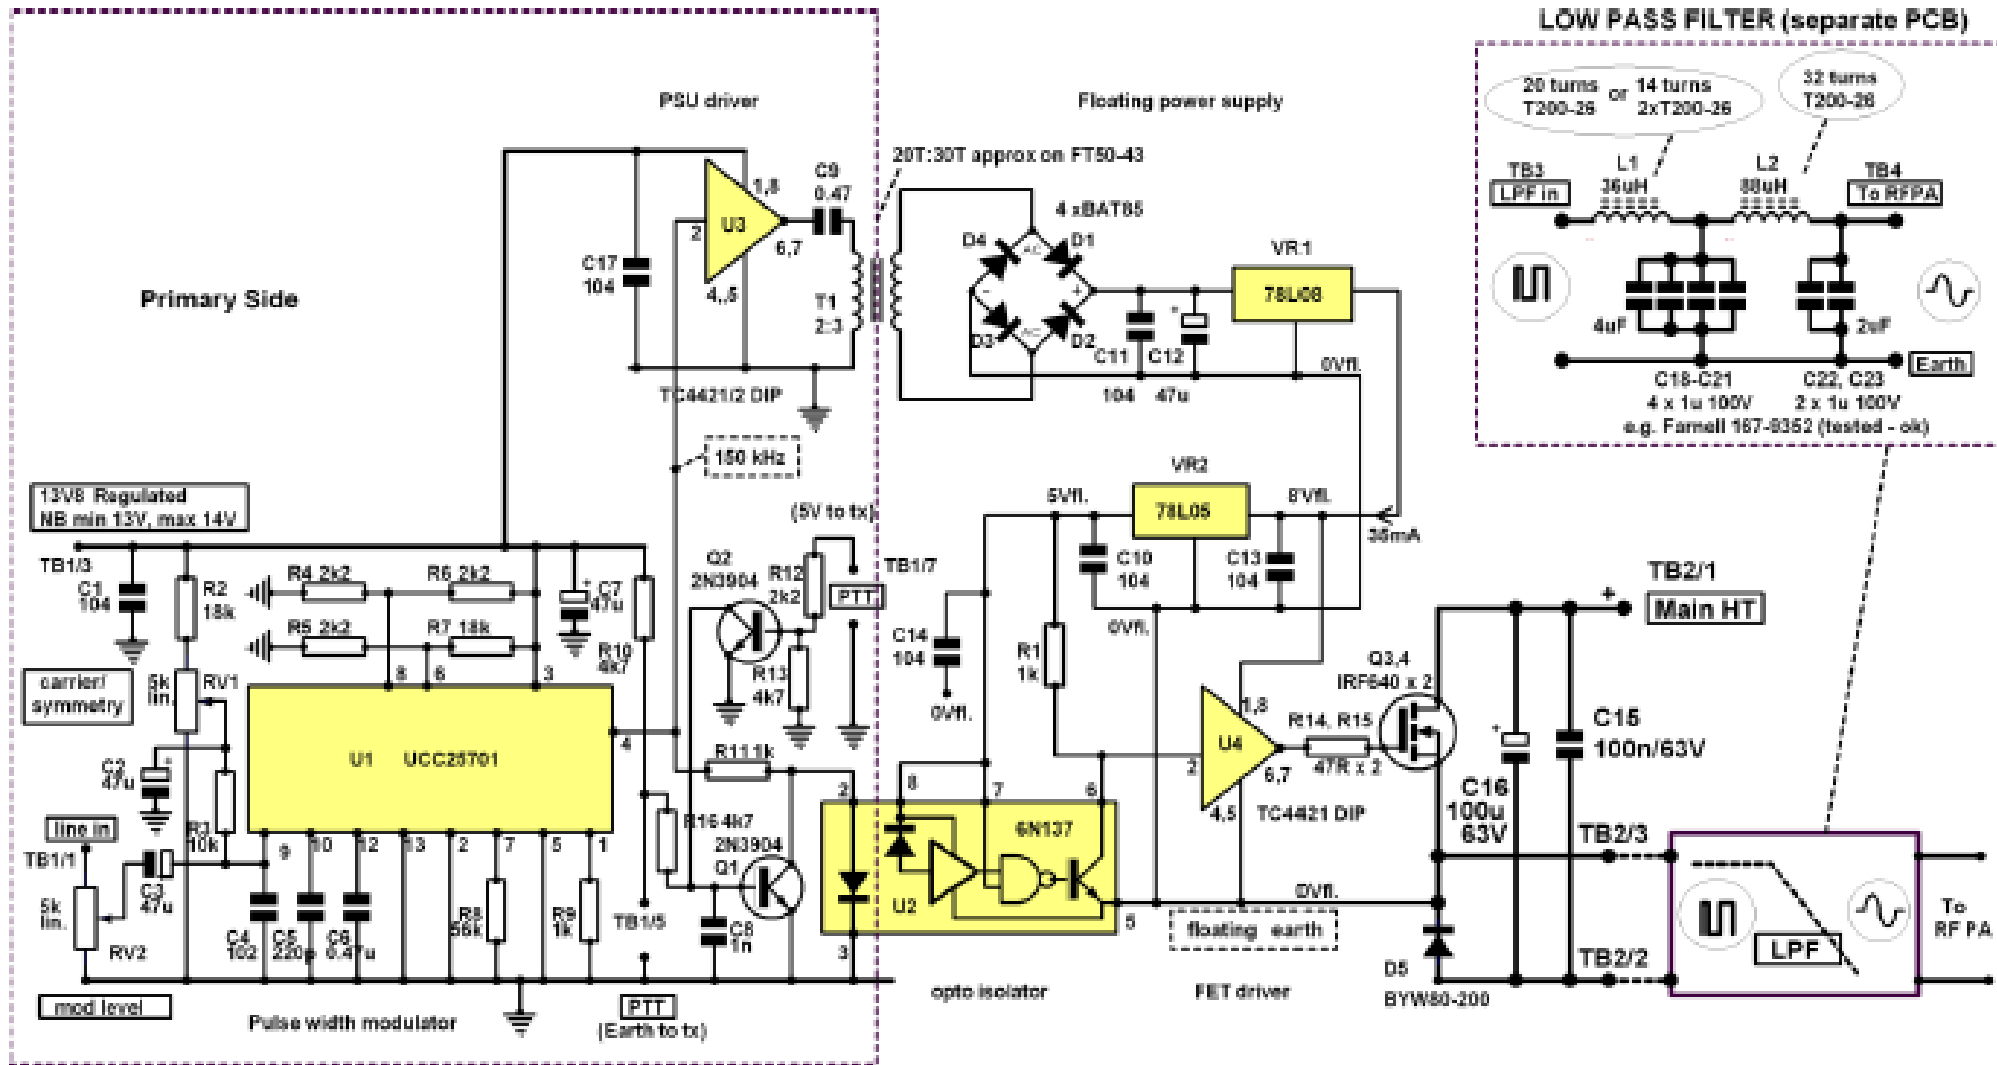 LOW PASS FILTER (separate PCB)
20 turns or 14 turns
T200-26 2xT200-26
32 turns
T200-26
TB3
LPF in
L1
36uH
L2
88uH
TB4
To RFPA
4uF
2uF
Earth
C18-C21
4 x 1u 100V
C22, C23
2 x 1u 100V
e.g. Farnell 167-8352 (tested - ok)
PSU driver
Floating power supply
Primary Side
20T:30T approx on FT50-43
C9
0.47
C17
104
U3
1,8
2
6,7
4,,5
T1
2:3
TC4421/2 DIP
4 xBAT85
D4
D1
AC
+
-
D3
D2
AC
C11
104
C12
47u
+
VR1
78L08
0Vfl.
150 kHz
13V8 Regulated
NB min 13V, max 14V
TB1/3
C1
104
R2
18k
R4 2k2
R6 2k2
R5 2k2
R7 18k
C7
47u
R10
4k7
Q2
2N3904
(5V to tx)
R12
2k2
TB1/7
PTT
R13
4k7
carrier/
symmetry
5k
lin.
RV1
8
6
3
U1 UCC25701
4
C2
47u
R3
10k
line in
TB1/1
C3
47u
5k
lin.
RV2
mod level
9
10
12
13
2
7
5
1
C4
102
C5
220p
C6
0.47u
R8
56k
R9
1k
TB1/5
PTT
(Earth to tx)
Pulse width modulator
R11 1k
R16 4k7
2N3904
Q1
C8
1n
2
3
8
7
6
5
6N137
U2
opto isolator
5Vfl.
VR2
78L05
8Vfl.
35mA
C10
104
C13
104
0Vfl.
C14
104
0Vfl.
R1
1k
U4
1,8
2
6,7
4,5
TC4421 DIP
R14, R15
47R x 2
Q3,4
IRF640 x 2
0Vfl.
floating earth
FET driver
TB2/1
+
Main HT
C15
100n/63V
C16
100u
63V
TB2/3
TB2/2
D5
BYW80-200
LPF
To
RF PA